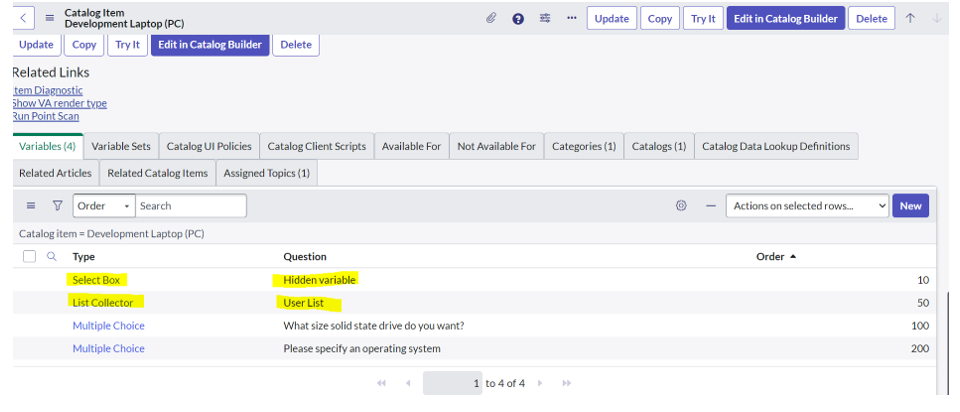 Catalog Item
Development Laptop (PC)
Update Copy Try It Edit in Catalog Builder Delete
Update Copy Try It Edit in Catalog Builder Delete
Related Links
Item Diagnostic
Show VA render type
Run Point Scan
Variables (4) Variable Sets Catalog UI Policies Catalog Client Scripts Available For Not Available For Categories (1) Catalogs (1) Catalog Data Lookup Definitions
Related Articles Related Catalog Items Assigned Topics (1)
Order Search Actions on selected rows... New
Catalog item = Development Laptop (PC)
Type Question Order
Select Box Hidden variable 10
List Collector User List 50
Multiple Choice What size solid state drive do you want? 100
Multiple Choice Please specify an operating system 200
1 to 4 of 4